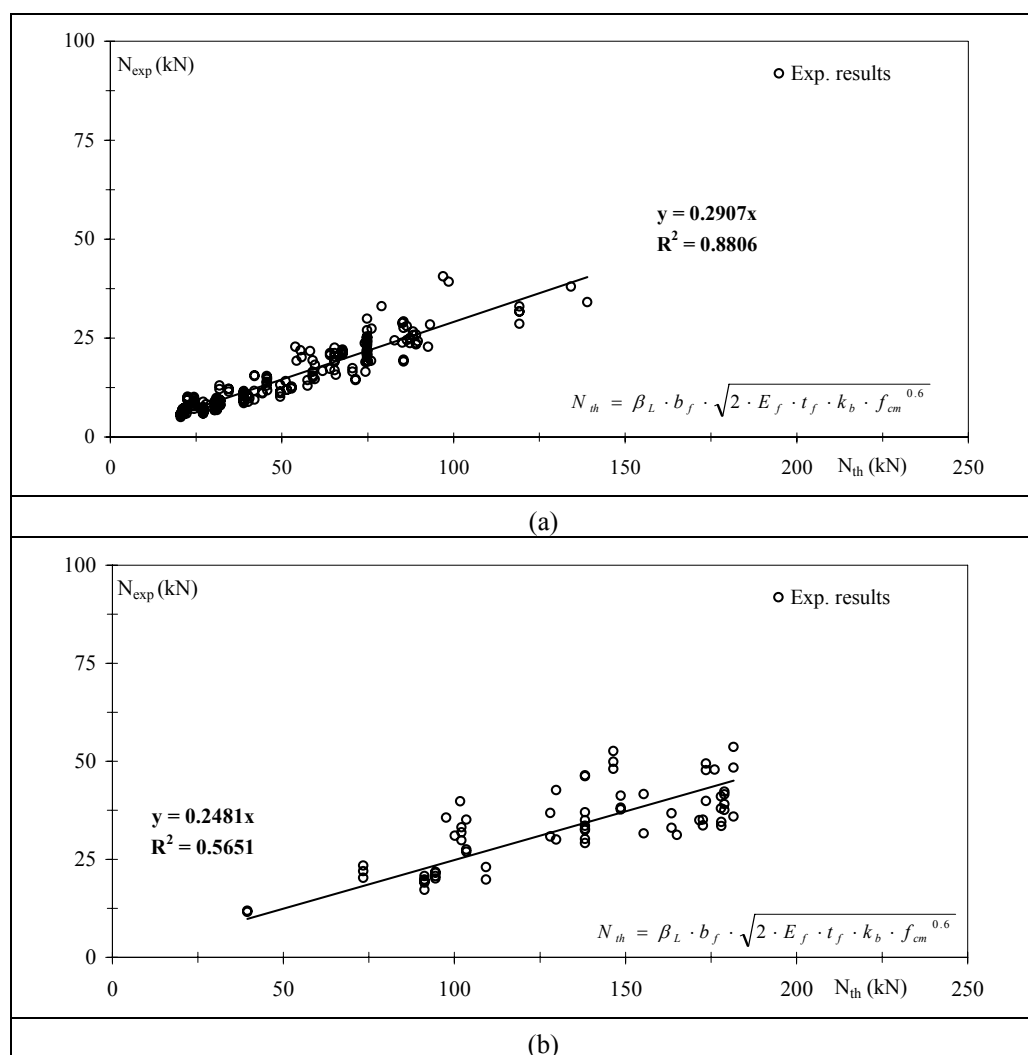 100
N_exp (kN)
Exp. results
75
50
y = 0.2907x
R² = 0.8806
25
N_th = β_L · b_f · √(2 · E_f · t_f · k_b · f_cm^0.6)
0
0 50 100 150 200 N_th (kN) 250
(a)
100
N_exp (kN)
Exp. results
75
50
y = 0.2481x
R² = 0.5651
25
N_th = β_L · b_f · √(2 · E_f · t_f · k_b · f_cm^0.6)
0
0 50 100 150 200 N_th (kN) 250
(b)